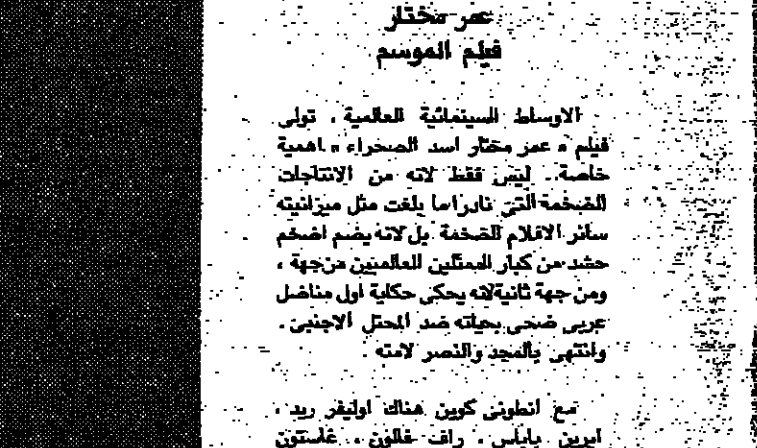 عمر مختار
فيلم الموسم
الاوساط السينمائية العالمية ، تولى
فيلم « عمر مختار اسد الصحراء » اهمية
خاصة . ليس فقط لانه من الانتاجات
الضخمة التي نادرا ما بلغت مثل ميزانيته
سائر الافلام الضخمة بل لانه يضم اضخم
حشد من كبار الممثلين العالميين من جهة ،
ومن جهة ثانية لانه يحكي حكاية اول مناضل
عربي ضحى بحياته ضد المحتل الاجنبي .
وانتهى بالمجد والنصر لامته .
مع انطوني كوين هناك اوليفر ريد ،
ايرين باباس ، راف فالون ، غاستون